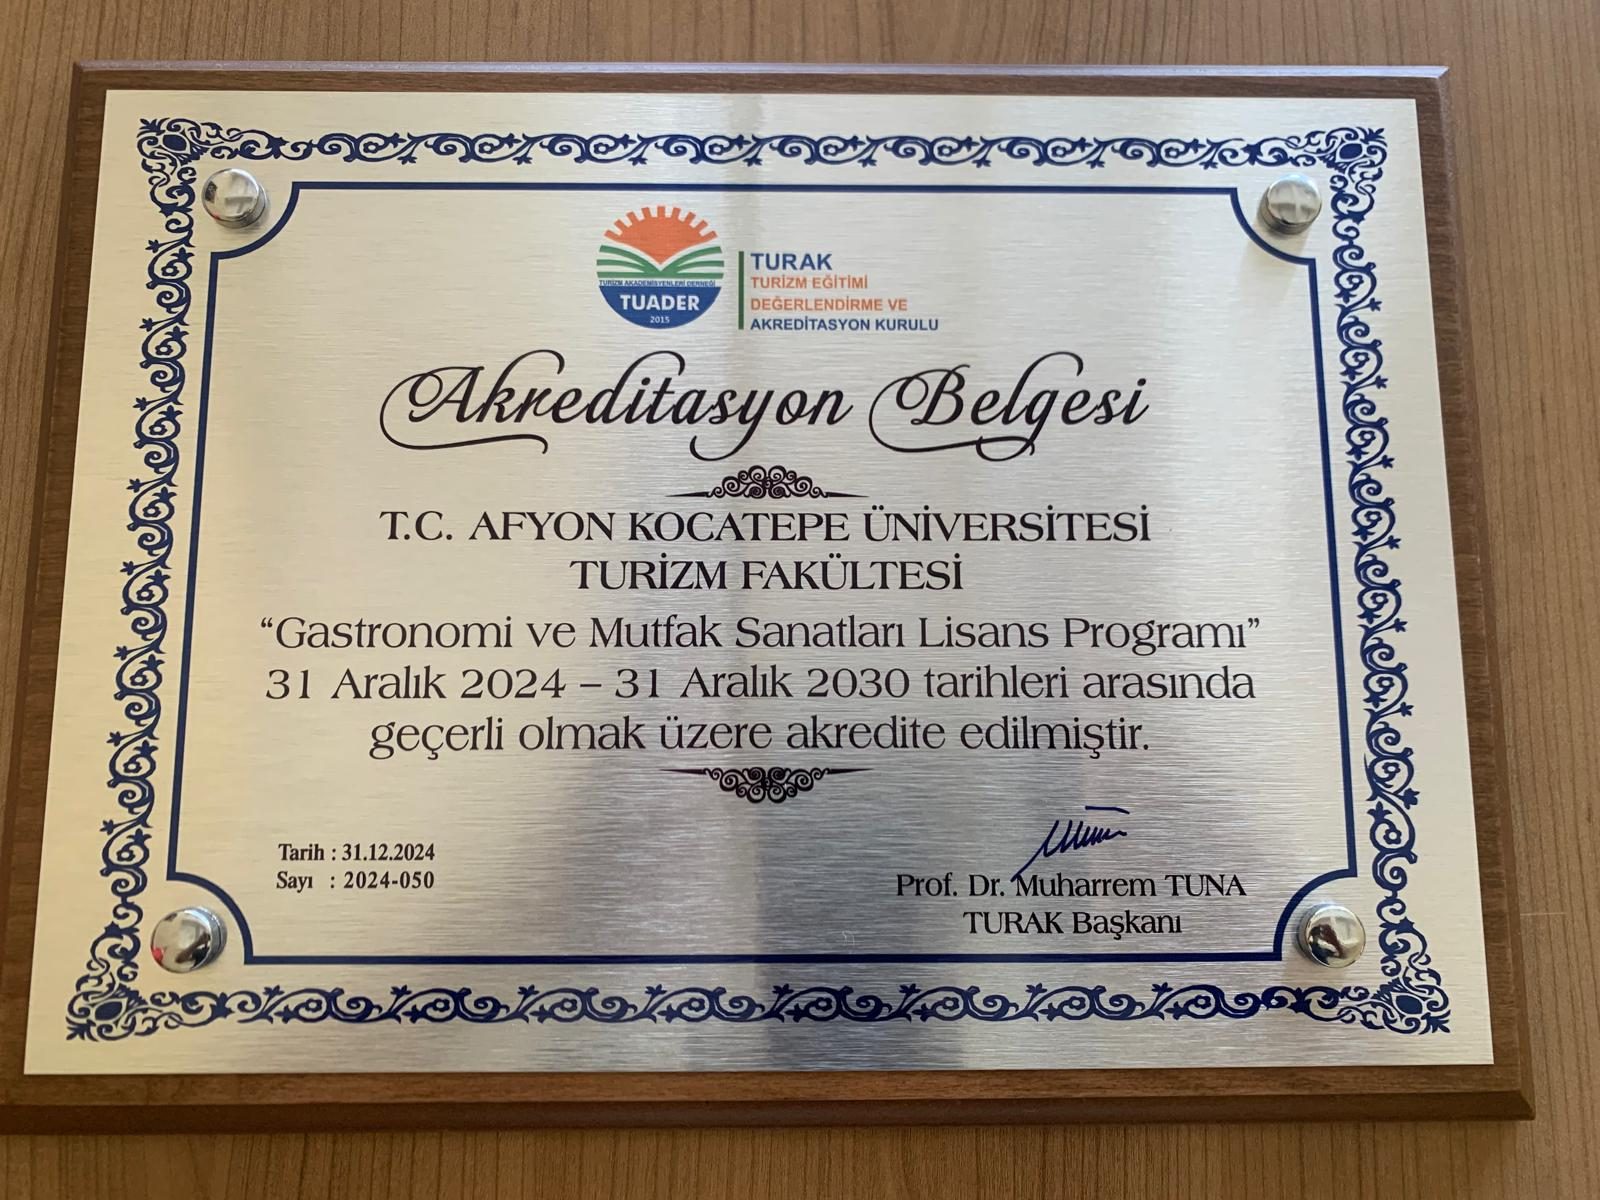 TURİZM AKADEMİSYENLERİ DERNEĞİ
TUADER
2015
TURAK
TURİZM EĞİTİMİ
DEĞERLENDİRME VE
AKREDİTASYON KURULU
Akreditasyon Belgesi
T.C. AFYON KOCATEPE ÜNİVERSİTESİ
TURİZM FAKÜLTESİ
“Gastronomi ve Mutfak Sanatları Lisans Programı”
31 Aralık 2024 – 31 Aralık 2030 tarihleri arasında
geçerli olmak üzere akredite edilmiştir.
Tarih : 31.12.2024
Sayı : 2024-050
Prof. Dr. Muharrem TUNA
TURAK Başkanı